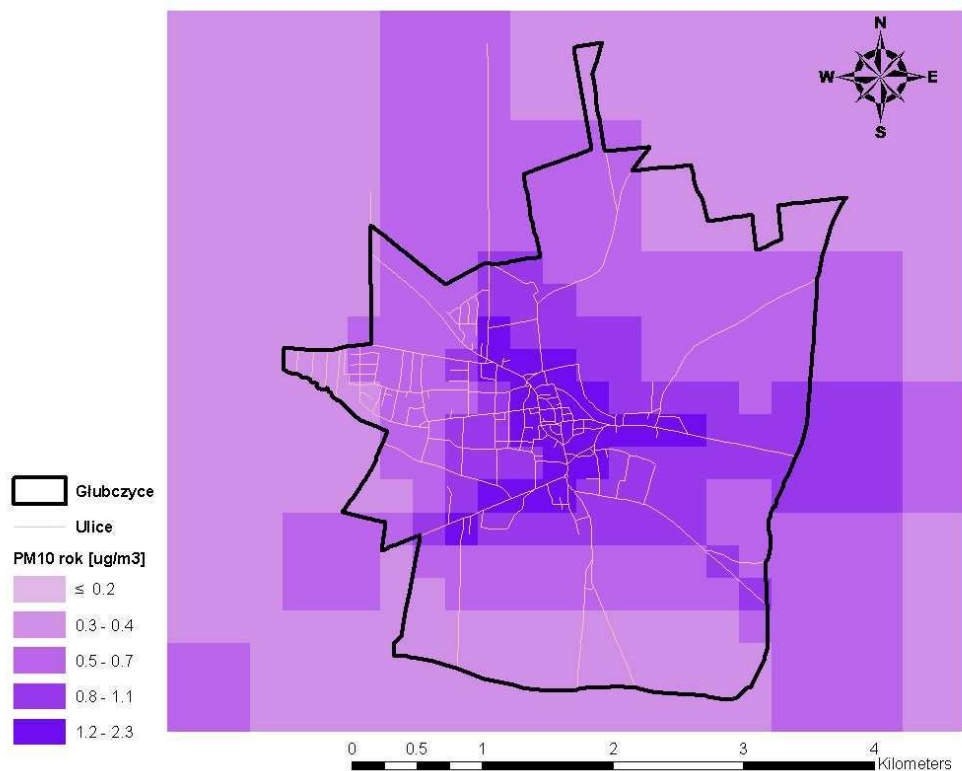 N
W E
S
Głubczyce
Ulice
PM10 rok [ug/m3]
≤ 0.2
0.3 - 0.4
0.5 - 0.7
0.8 - 1.1
1.2 - 2.3
0 0.5 1 2 3 4
Kilometers